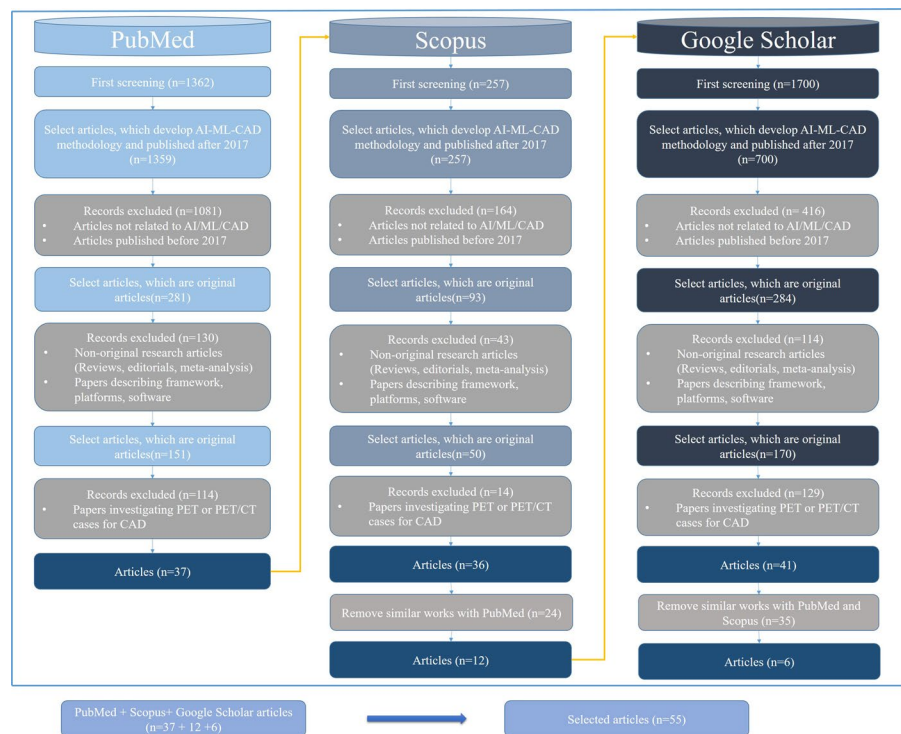 PubMed
First screening (n=1362)
Select articles, which develop AI-ML-CAD
methodology and published after 2017
(n=1359)
Records excluded (n=1081)
• Articles not related to AI/ML/CAD
• Articles published before 2017
Select articles, which are original
articles(n=281)
Records excluded (n=130)
• Non-original research articles
(Reviews, editorials, meta-analysis)
• Papers describing framework,
platforms, software
Select articles, which are original
articles(n=151)
Records excluded (n=114)
• Papers investigating PET or PET/CT
cases for CAD
Articles (n=37)
Scopus
First screening (n=257)
Select articles, which develop AI-ML-CAD
methodology and published after 2017
(n=257)
Records excluded (n=164)
• Articles not related to AI/ML/CAD
• Articles published before 2017
Select articles, which are original
articles(n=93)
Records excluded (n=43)
• Non-original research articles
(Reviews, editorials, meta-analysis)
• Papers describing framework,
platforms, software
Select articles, which are original
articles(n=50)
Records excluded (n=14)
• Papers investigating PET or PET/CT
cases for CAD
Articles (n=36)
Remove similar works with PubMed (n=24)
Articles (n=12)
Google Scholar
First screening (n=1700)
Select articles, which develop AI-ML-CAD
methodology and published after 2017
(n=700)
Records excluded (n= 416)
• Articles not related to AI/ML/CAD
• Articles published before 2017
Select articles, which are original
articles(n=284)
Records excluded (n=114)
• Non-original research articles
(Reviews, editorials, meta-analysis)
• Papers describing framework,
platforms, software
Select articles, which are original
articles(n=170)
Records excluded (n=129)
• Papers investigating PET or PET/CT
cases for CAD
Articles (n=41)
Remove similar works with PubMed and
Scopus (n=35)
Articles (n=6)
PubMed + Scopus+ Google Scholar articles
(n=37 + 12 +6)
Selected articles (n=55)